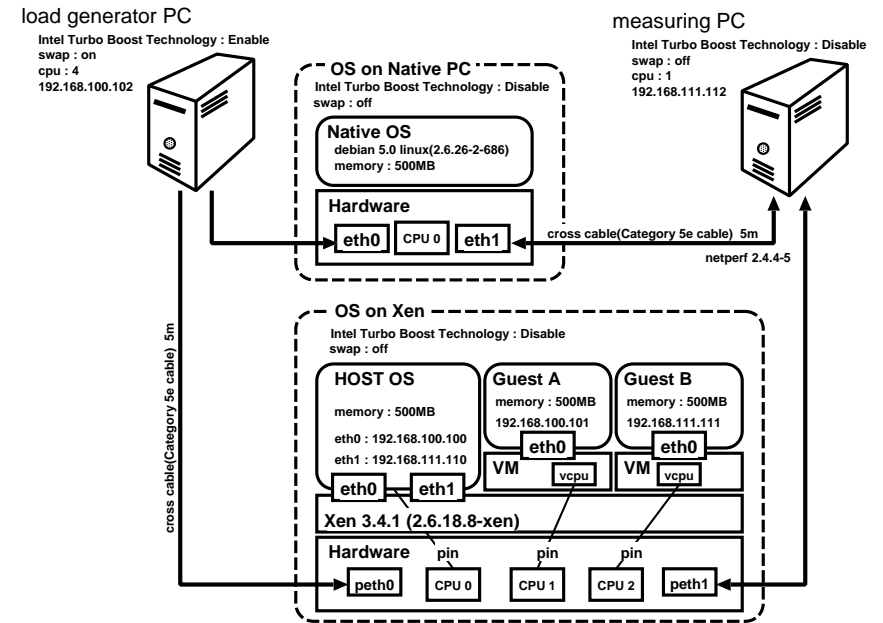 load generator PC
Intel Turbo Boost Technology : Enable
swap : on
cpu : 4
192.168.100.102
measuring PC
Intel Turbo Boost Technology : Disable
swap : off
cpu : 1
192.168.111.112
OS on Native PC
Intel Turbo Boost Technology : Disable
swap : off
Native OS
debian 5.0 linux(2.6.26-2-686)
memory : 500MB
Hardware
eth0
CPU 0
eth1
cross cable(Category 5e cable) 5m
netperf 2.4.4-5
cross cable(Category 5e cable) 5m
OS on Xen
Intel Turbo Boost Technology : Disable
swap : off
HOST OS
memory : 500MB
eth0 : 192.168.100.100
eth1 : 192.168.111.110
eth0
eth1
Guest A
memory : 500MB
192.168.100.101
eth0
VM
vcpu
Guest B
memory : 500MB
192.168.111.111
eth0
VM
vcpu
Xen 3.4.1 (2.6.18.8-xen)
Hardware
pin
pin
pin
peth0
CPU 0
CPU 1
CPU 2
peth1